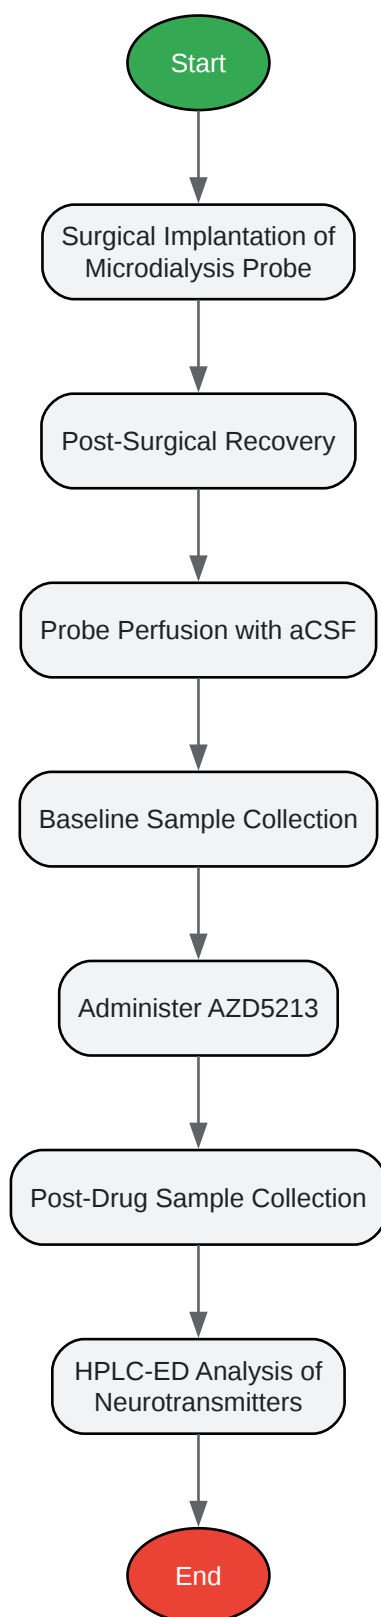 Start
Surgical Implantation of
Microdialysis Probe
Post-Surgical Recovery
Probe Perfusion with aCSF
Baseline Sample Collection
Administer AZD5213
Post-Drug Sample Collection
HPLC-ED Analysis of
Neurotransmitters
End